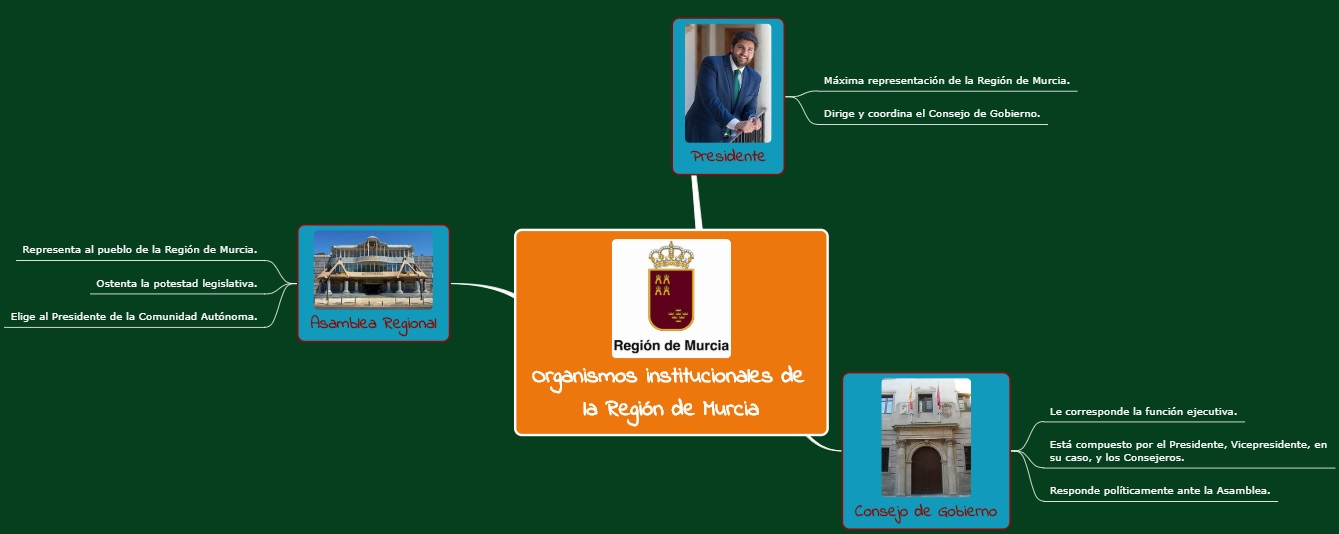 Máxima representación de la Región de Murcia.
Dirige y coordina el Consejo de Gobierno.
Presidente
Representa al pueblo de la Región de Murcia.
Ostenta la potestad legislativa.
Elige al Presidente de la Comunidad Autónoma.
Asamblea Regional
Región de Murcia
Organismos institucionales de
la Región de Murcia
Le corresponde la función ejecutiva.
Está compuesto por el Presidente, Vicepresidente, en
su caso, y los Consejeros.
Responde políticamente ante la Asamblea.
Consejo de Gobierno